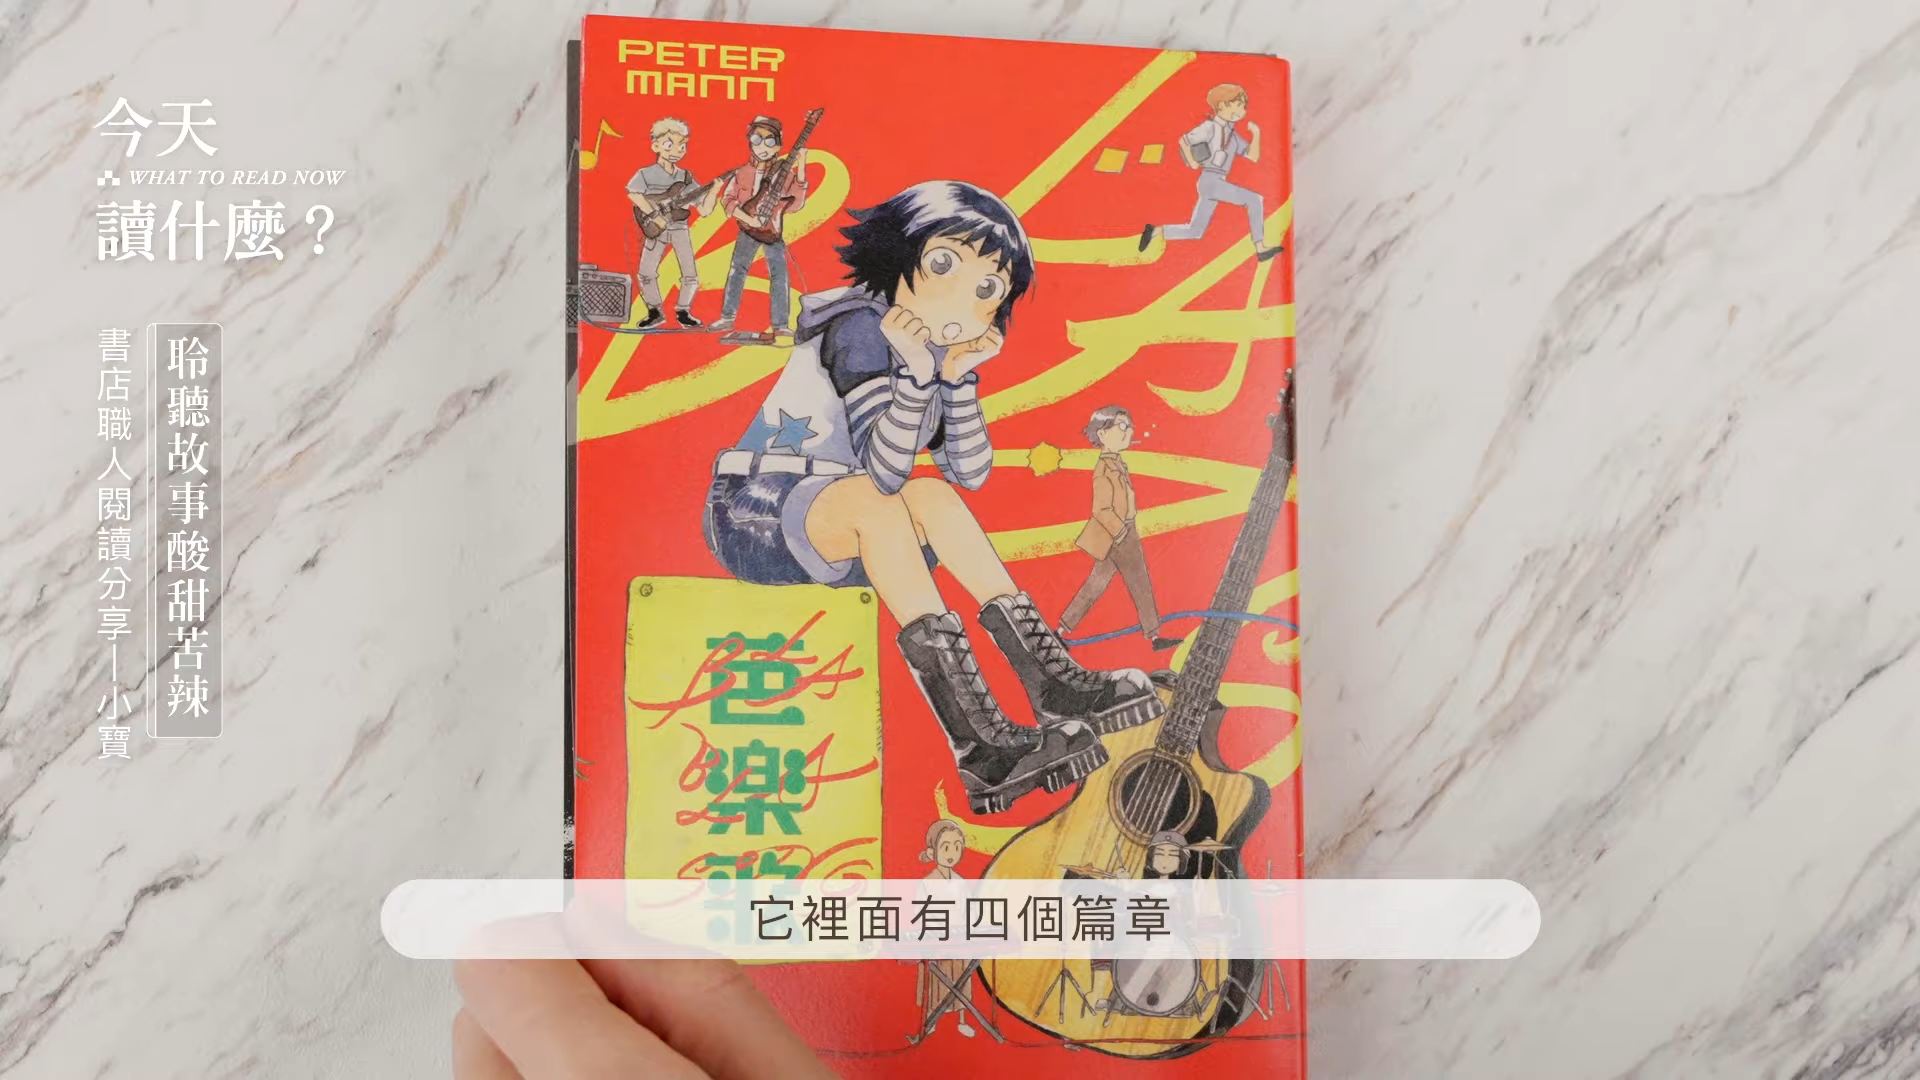 今天
WHAT TO READ NOW
讀什麼？
聆聽故事酸甜苦辣
書店職人閱讀分享—小寶
PETER
MANN
芭樂歌
它裡面有四個篇章